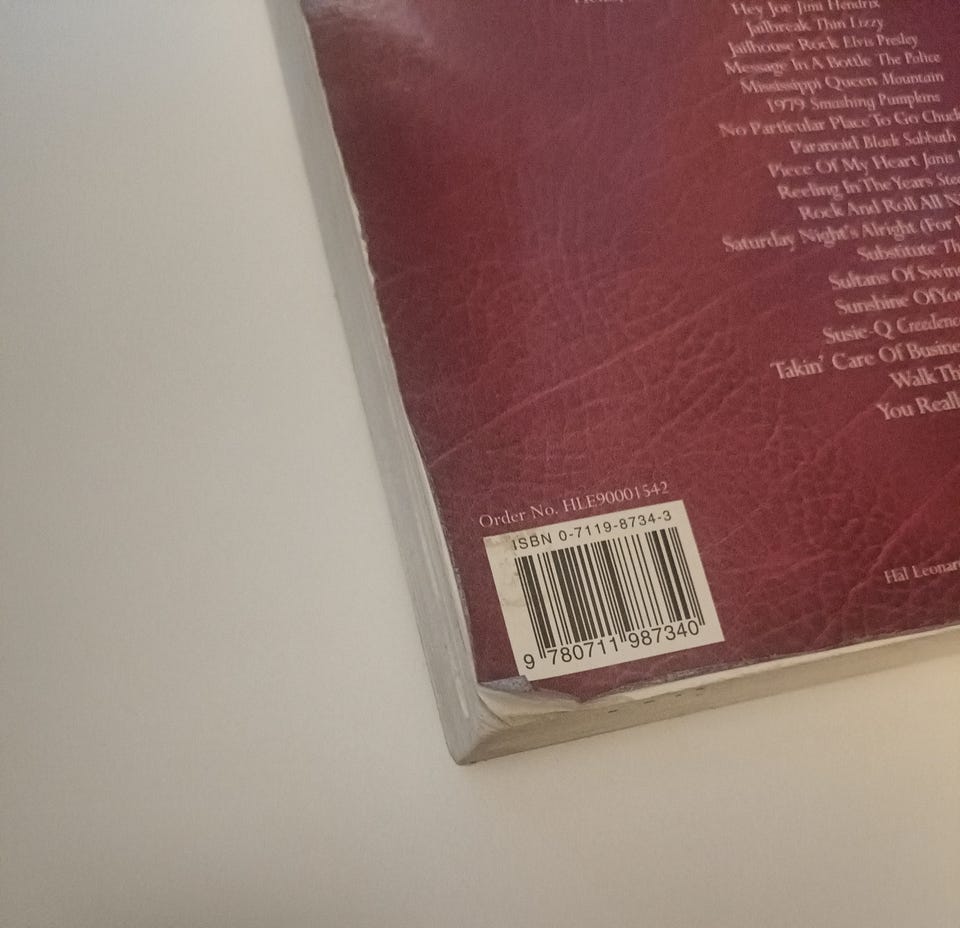 Hey Joe Jimi Hendrix
Jailbreak Thin Lizzy
Jailhouse Rock Elvis Presley
Message In A Bottle The Police
Mississippi Queen Mountain
1979 Smashing Pumpkins
No Particular Place To Go Chuck
Paranoid Black Sabbath
Piece Of My Heart Janis
Reeling In The Years
Rock And Roll All
Saturday Night's Alright (For
Substitute
Sultans Of
Sunshine Of
Susie-Q
Takin' Care Of
Walk
You
Order No. HLE90001542
ISBN 0-7119-8734-3
9 780711 987340
Hal